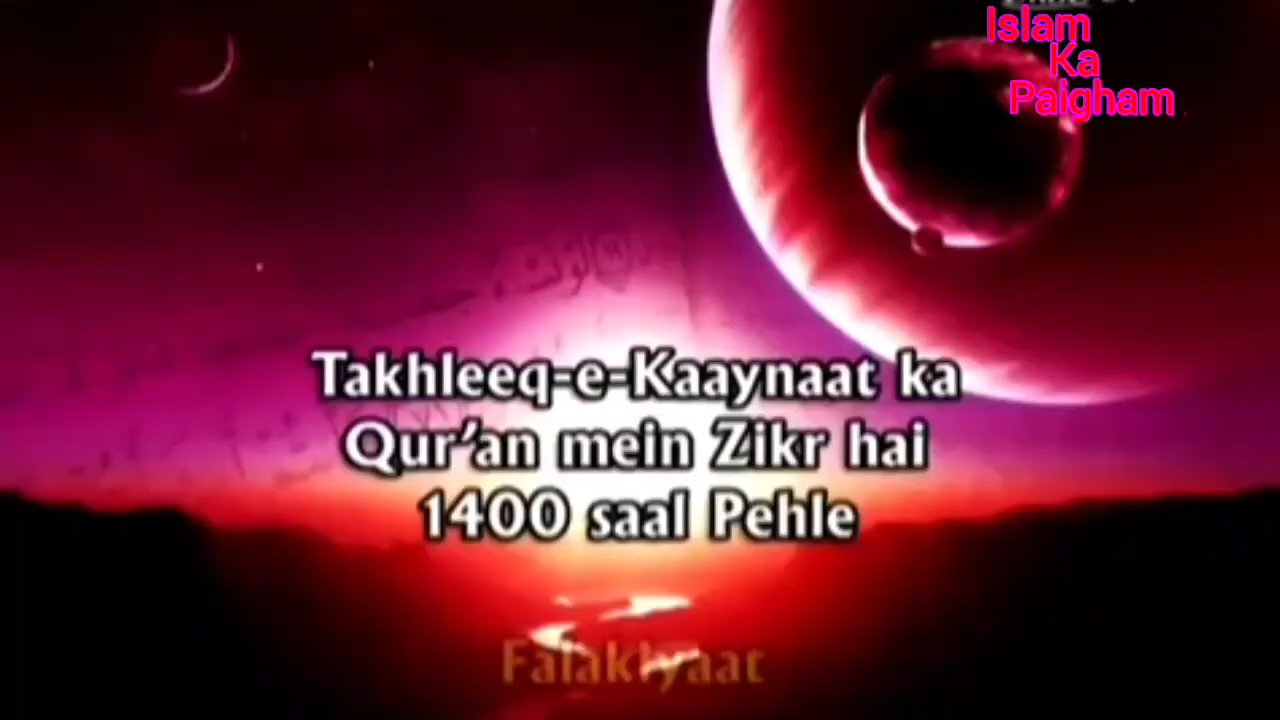 Islam
Ka
Paigham
Takhleeq-e-Kaaynaat ka
Qur'an mein Zikr hai
1400 saal Pehle
Falakiyaat